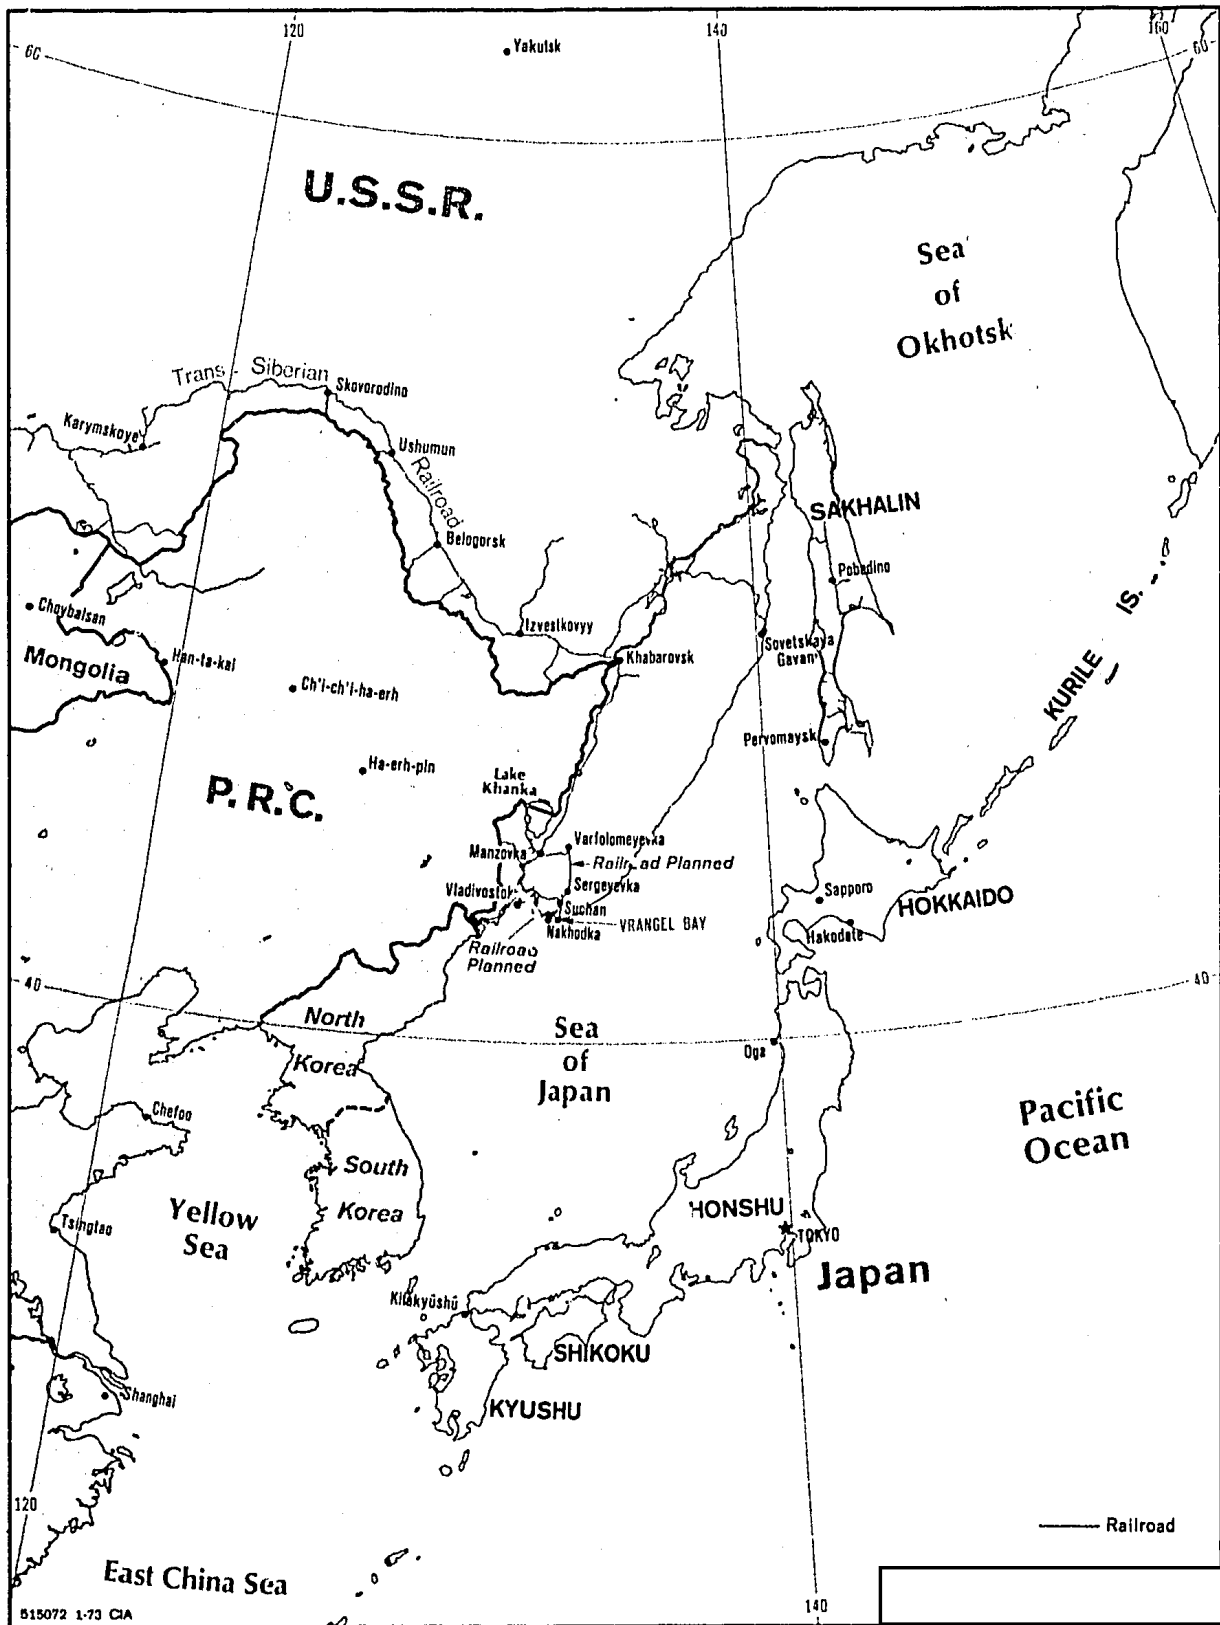 120
140
160
60
60
Yakutsk
U.S.S.R.
Sea
of
Okhotsk
Trans - Siberian
Skovorodino
Karymskoye
Ushumun
Railroad
Belogorsk
SAKHALIN
Pobedino
Choybalsan
Izvestkovyy
Sovetskaya
Gavan'
Khabarovsk
Mongolia
Han-ta-kai
Ch'i-ch'i-ha-erh
KURILE IS.
Pervomaysk
Ha-erh-pin
Lake
Khanka
P.R.C.
Manzovka
Varfolomeyevka
Railroad Planned
Sergeyevka
Vladivostok
Suchan
Sapporo
HOKKAIDO
Nakhodka
VRANGEL BAY
Hakodate
Railroad
Planned
40
40
North
Korea
Sea
of
Japan
Oga
Chefoo
Pacific
Ocean
South
Korea
Yellow
Sea
Tsingtao
HONSHU
TOKYO
Japan
Kitakyūshū
SHIKOKU
KYUSHU
Shanghai
120
Railroad
East China Sea
515072 1-73 CIA
140